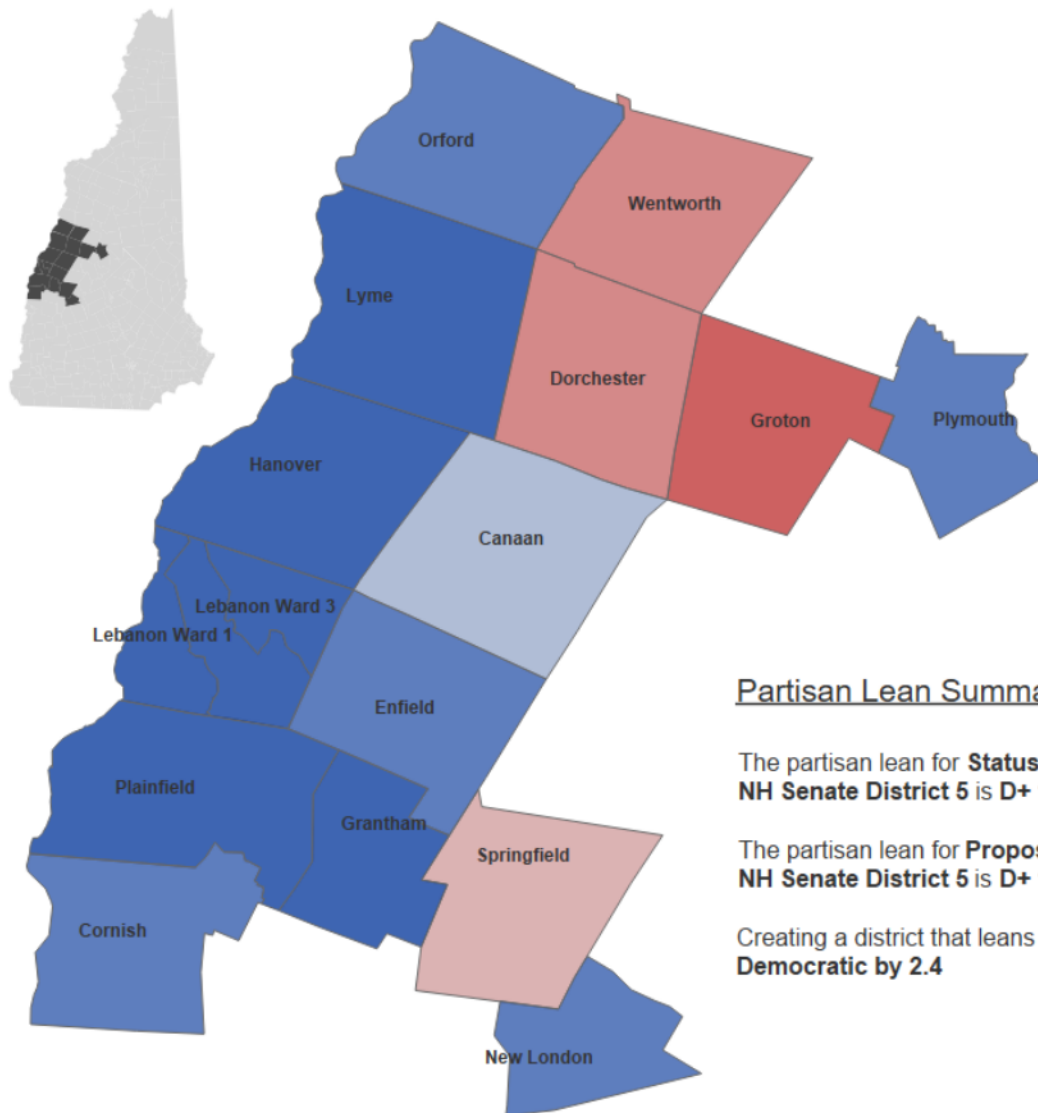 Orford
Wentworth
Lyme
Dorchester
Groton
Plymouth
Hanover
Canaan
Lebanon Ward 3
Lebanon Ward 1
Enfield
Partisan Lean Summa
The partisan lean for Status
NH Senate District 5 is D+
Plainfield
Grantham
Springfield
The partisan lean for Propos
NH Senate District 5 is D+
Cornish
Creating a district that leans
Democratic by 2.4
New London